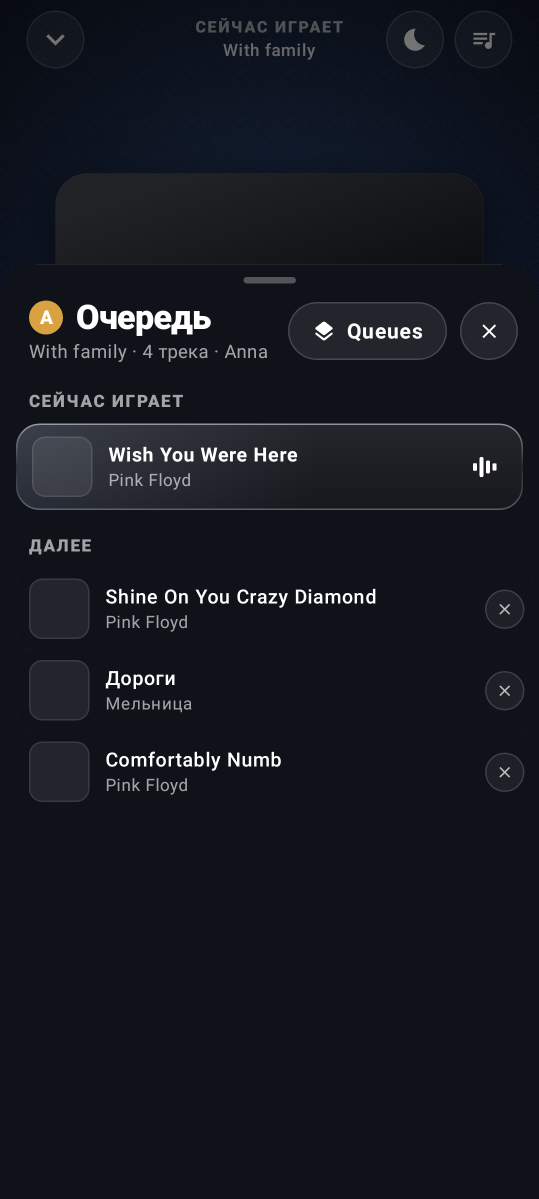 СЕЙЧАС ИГРАЕТ
With family
A
Очередь
With family · 4 трека · Anna
Queues
СЕЙЧАС ИГРАЕТ
Wish You Were Here
Pink Floyd
ДАЛЕЕ
Shine On You Crazy Diamond
Pink Floyd
Дороги
Мельница
Comfortably Numb
Pink Floyd